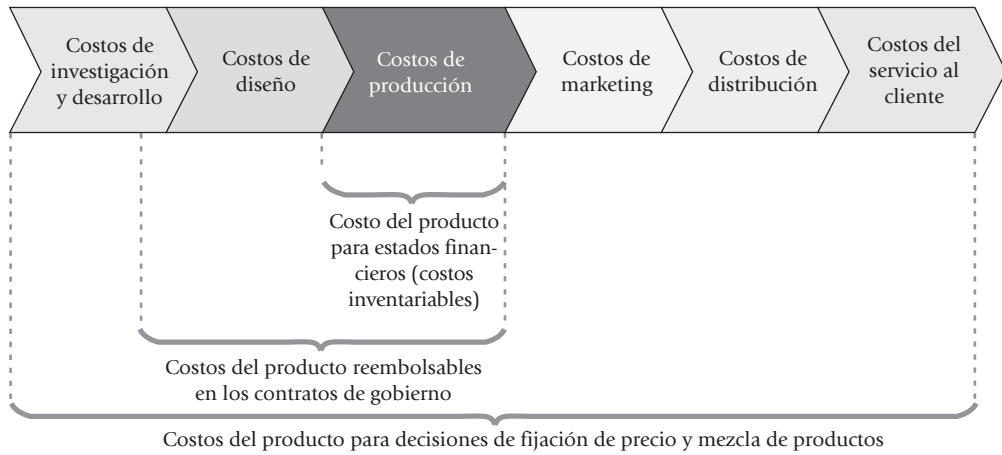 Costos de
investigación
y desarrollo
Costos de
diseño
Costos de
producción
Costos de
marketing
Costos de
distribución
Costos del
servicio al
cliente
Costo del producto
para estados finan-
cieros (costos
inventariables)
Costos del producto reembolsables
en los contratos de gobierno
Costos del producto para decisiones de fijación de precio y mezcla de productos